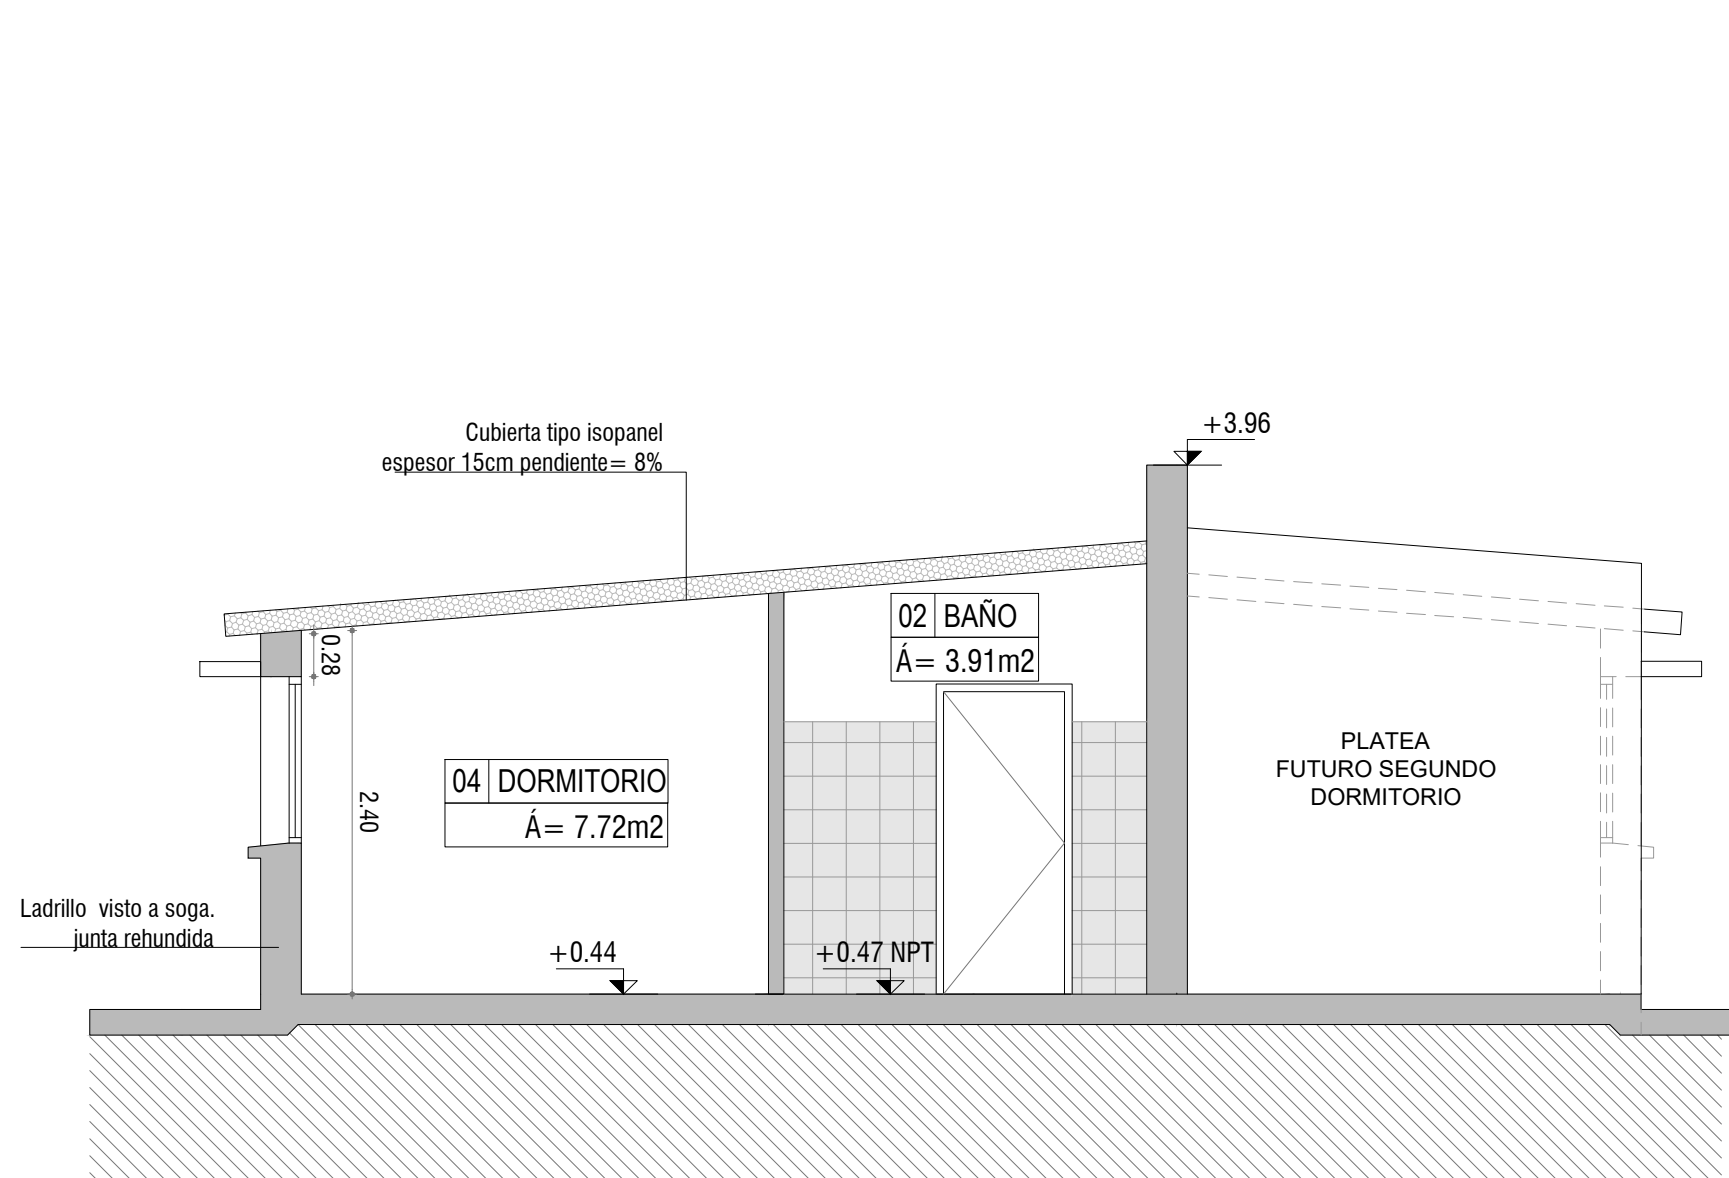 +3.96
Cubierta tipo isopanel
espesor 15cm pendiente= 8%
02 BAÑO
Á= 3.91m2
0.28
PLATEA
FUTURO SEGUNDO
DORMITORIO
04 DORMITORIO
Á= 7.72m2
2.40
Ladrillo visto a soga.
junta rehundida
+0.44
+0.47 NPT